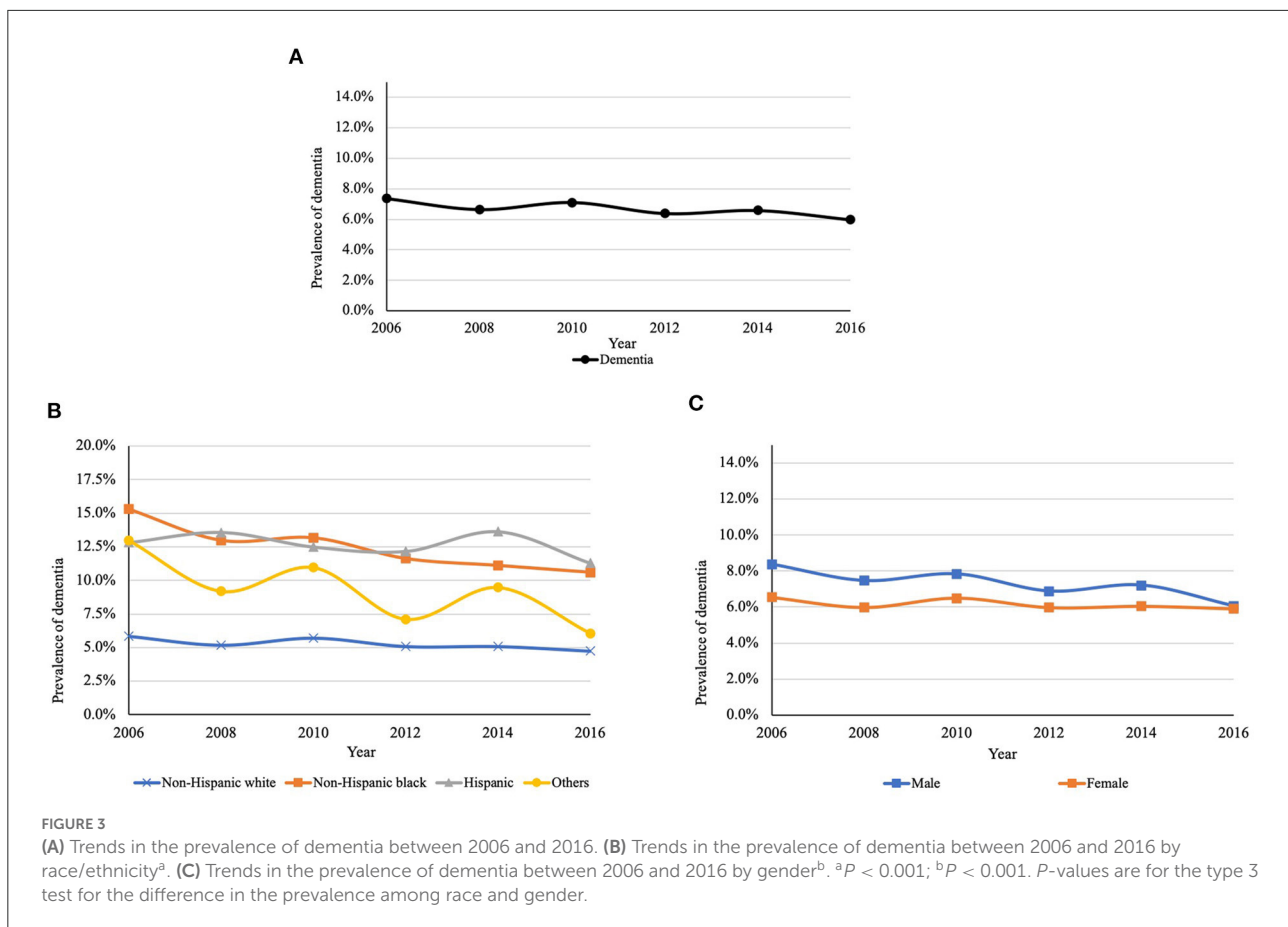 A
14.0%
12.0%
10.0%
8.0%
6.0%
4.0%
2.0%
0.0%
Prevalence of dementia
2006 2008 2010 2012 2014 2016
Year
Dementia
B
20.0%
17.5%
15.0%
12.5%
10.0%
7.5%
5.0%
2.5%
0.0%
Prevalence of dementia
2006 2008 2010 2012 2014 2016
Year
Non-Hispanic white Non-Hispanic black Hispanic Others
C
14.0%
12.0%
10.0%
8.0%
6.0%
4.0%
2.0%
0.0%
Prevalence of dementia
2006 2008 2010 2012 2014 2016
Year
Male Female
FIGURE 3
(A) Trends in the prevalence of dementia between 2006 and 2016. (B) Trends in the prevalence of dementia between 2006 and 2016 by
race/ethnicityᵃ. (C) Trends in the prevalence of dementia between 2006 and 2016 by genderᵇ. ᵃP < 0.001; ᵇP < 0.001. P-values are for the type 3
test for the difference in the prevalence among race and gender.